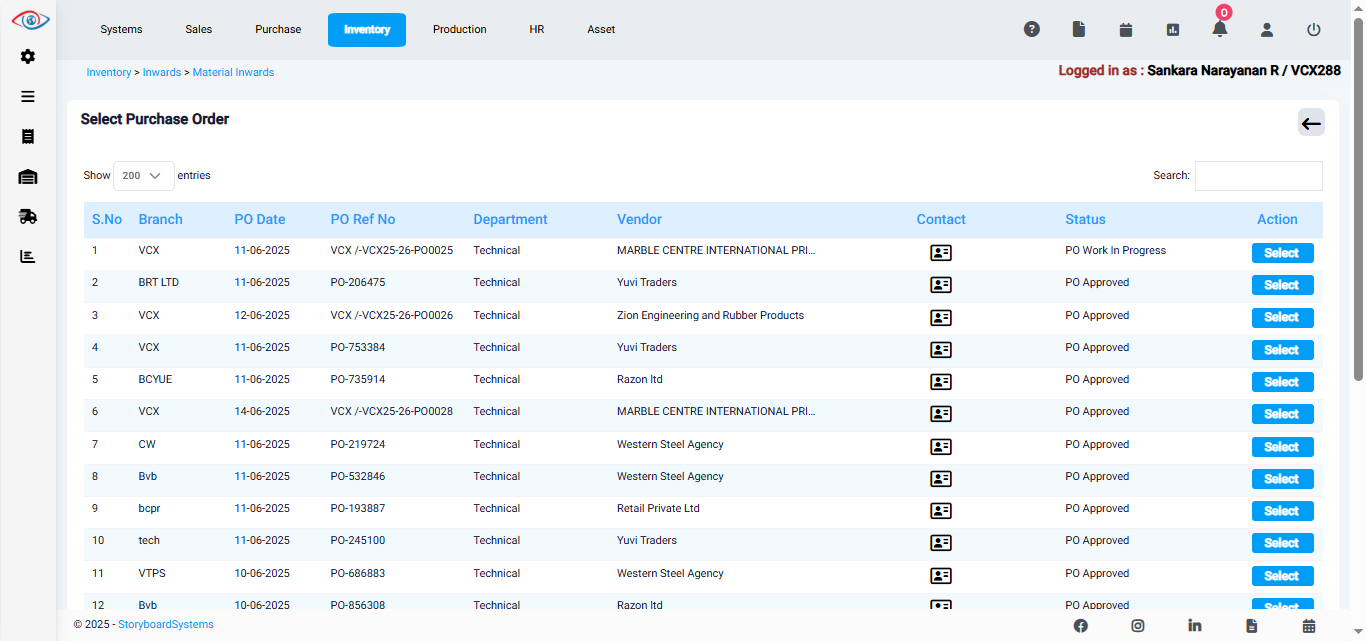 Systems Sales Purchase Inventory Production HR Asset 0
Inventory > Inwards > Material Inwards Logged in as : Sankara Narayanan R / VCX288
Select Purchase Order
Show 200 entries Search:
S.No Branch PO Date PO Ref No Department Vendor Contact Status Action
1 VCX 11-06-2025 VCX /-VCX25-26-PO0025 Technical MARBLE CENTRE INTERNATIONAL PRI... PO Work In Progress Select
2 BRT LTD 11-06-2025 PO-206475 Technical Yuvi Traders PO Approved Select
3 VCX 12-06-2025 VCX /-VCX25-26-PO0026 Technical Zion Engineering and Rubber Products PO Approved Select
4 VCX 11-06-2025 PO-753384 Technical Yuvi Traders PO Approved Select
5 BCYUE 11-06-2025 PO-735914 Technical Razon ltd PO Approved Select
6 VCX 14-06-2025 VCX /-VCX25-26-PO0028 Technical MARBLE CENTRE INTERNATIONAL PRI... PO Approved Select
7 CW 11-06-2025 PO-219724 Technical Western Steel Agency PO Approved Select
8 Bvb 11-06-2025 PO-532846 Technical Western Steel Agency PO Approved Select
9 bcpr 11-06-2025 PO-193887 Technical Retail Private Ltd PO Approved Select
10 tech 11-06-2025 PO-245100 Technical Yuvi Traders PO Approved Select
11 VTPS 10-06-2025 PO-686883 Technical Western Steel Agency PO Approved Select
12 Bvb 10-06-2025 PO-856308 Technical Razon ltd PO Approved Select
© 2025 - StoryboardSystems